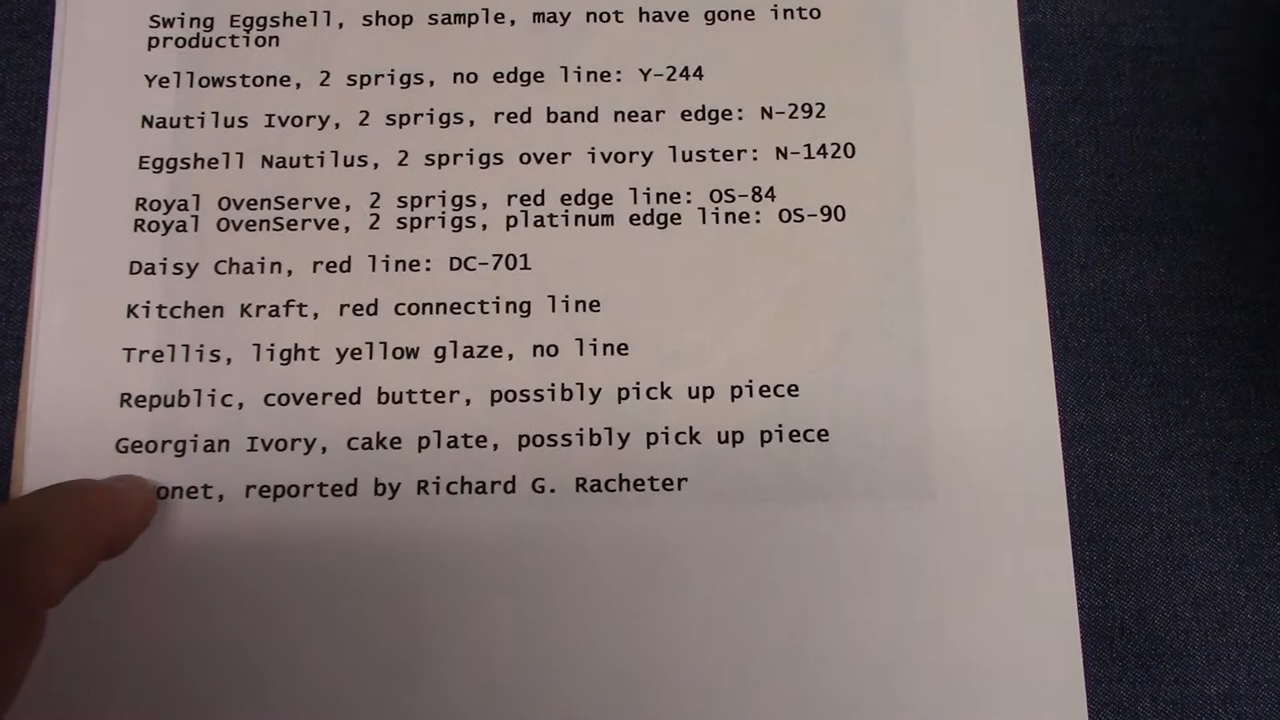 Swing Eggshell, shop sample, may not have gone into
production
Yellowstone, 2 sprigs, no edge line: Y-244
Nautilus Ivory, 2 sprigs, red band near edge: N-292
Eggshell Nautilus, 2 sprigs over ivory luster: N-1420
Royal OvenServe, 2 sprigs, red edge line: OS-84
Royal OvenServe, 2 sprigs, platinum edge line: OS-90
Daisy Chain, red line: DC-701
Kitchen Kraft, red connecting line
Trellis, light yellow glaze, no line
Republic, covered butter, possibly pick up piece
Georgian Ivory, cake plate, possibly pick up piece
reported by Richard G. Racheter